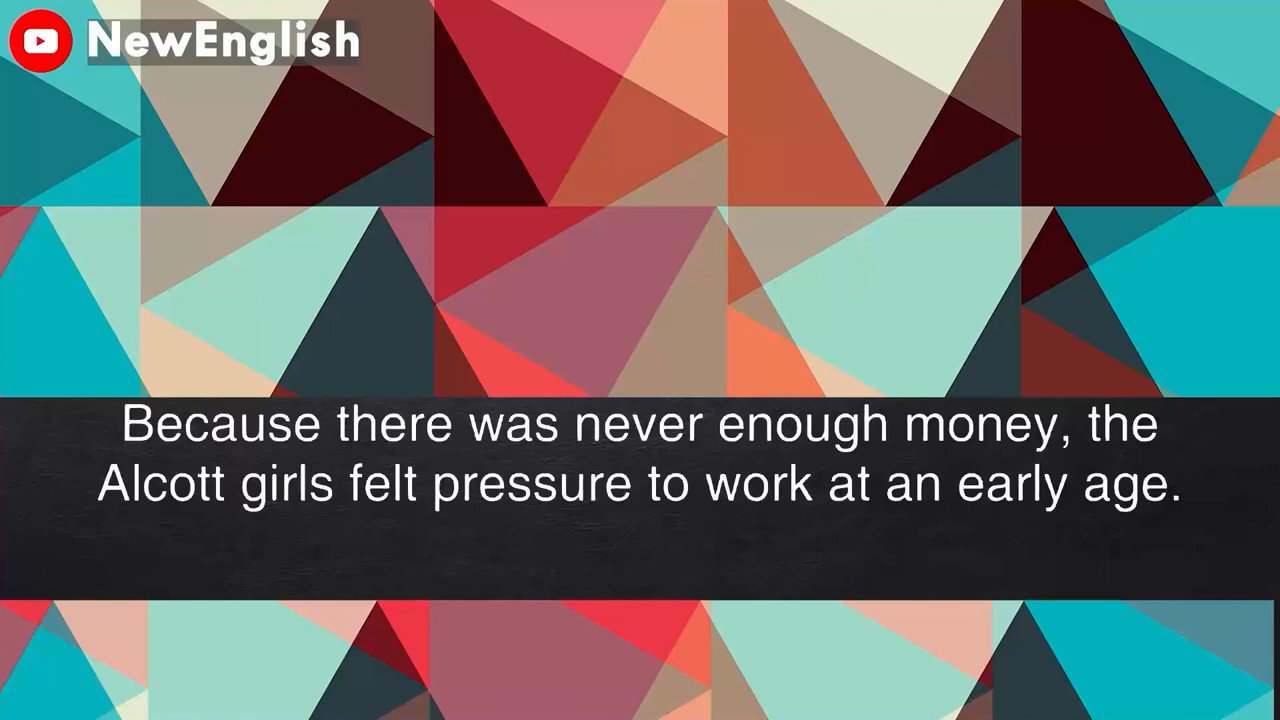 NewEnglish
Because there was never enough money, the
Alcott girls felt pressure to work at an early age.